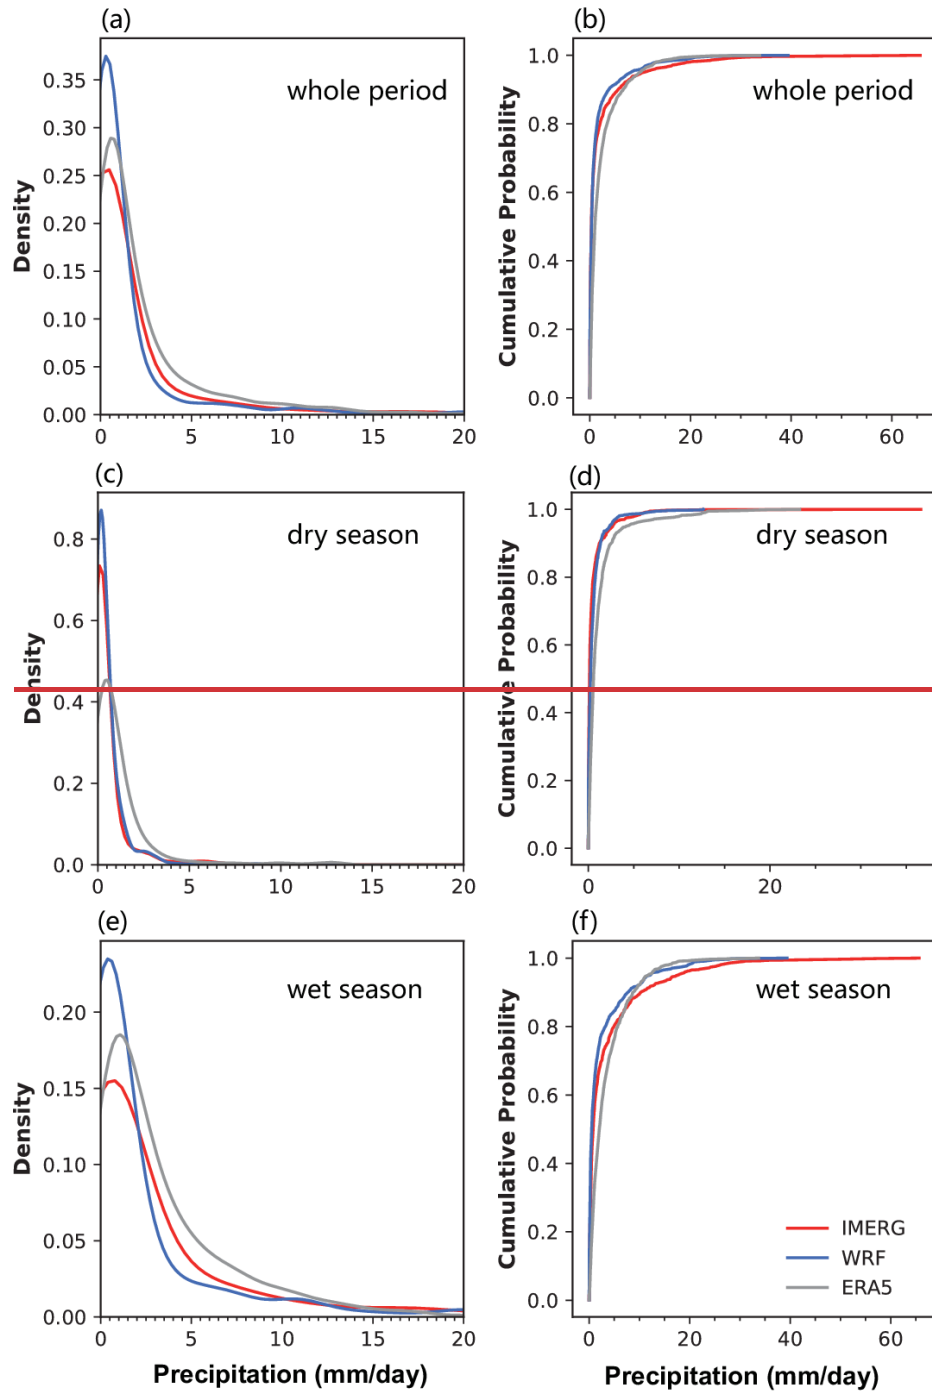 (a)
whole period
Density
0.35
0.30
0.25
0.20
0.15
0.10
0.05
0.00
0
5
10
15
20
(b)
whole period
Cumulative Probability
1.0
0.8
0.6
0.4
0.2
0.0
0
20
40
60
(c)
dry season
Density
0.8
0.6
0.4
0.2
0.0
0
5
10
15
20
(d)
dry season
Cumulative Probability
1.0
0.8
0.6
0.4
0.2
0.0
0
20
(e)
wet season
Density
0.20
0.15
0.10
0.05
0.00
0
5
10
15
20
Precipitation (mm/day)
(f)
wet season
Cumulative Probability
1.0
0.8
0.6
0.4
0.2
0.0
IMERG
WRF
ERA5
0
20
40
60
Precipitation (mm/day)